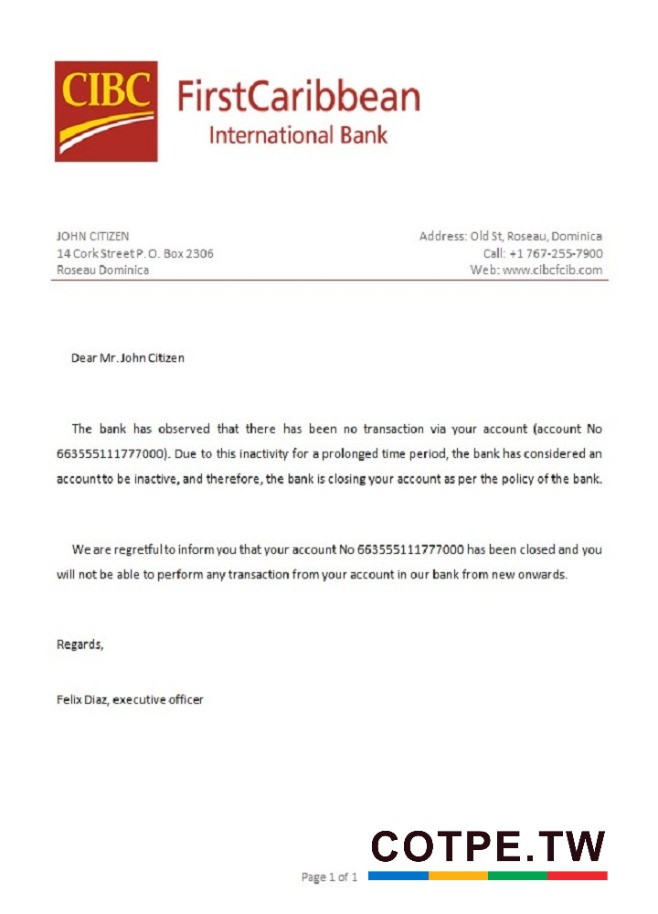 CIBC FirstCaribbean
International Bank
JOHN CITIZEN
14 Cork Street P. O. Box 2306
Roseau Dominica
Address: Old St, Roseau, Dominica
Call: +1 767-255-7900
Web: www.cibcfcib.com
Dear Mr. John Citizen
The bank has observed that there has been no transaction via your account (account No
663555111777000). Due to this inactivity for a prolonged time period, the bank has considered an
account to be inactive, and therefore, the bank is closing your account as per the policy of the bank.
We are regretful to inform you that your account No 663555111777000 has been closed and you
will not be able to perform any transaction from your account in our bank from new onwards.
Regards,
Felix Diaz, executive officer
COTPE.TW
Page 1 of 1